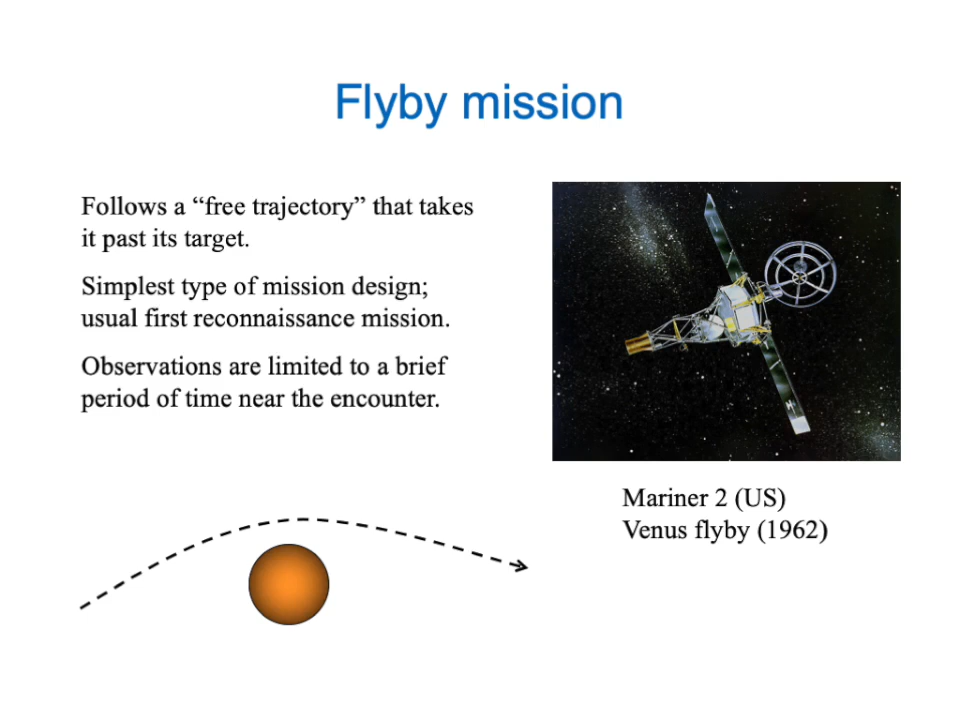 Flyby mission
Follows a “free trajectory” that takes
it past its target.
Simplest type of mission design;
usual first reconnaissance mission.
Observations are limited to a brief
period of time near the encounter.
Mariner 2 (US)
Venus flyby (1962)